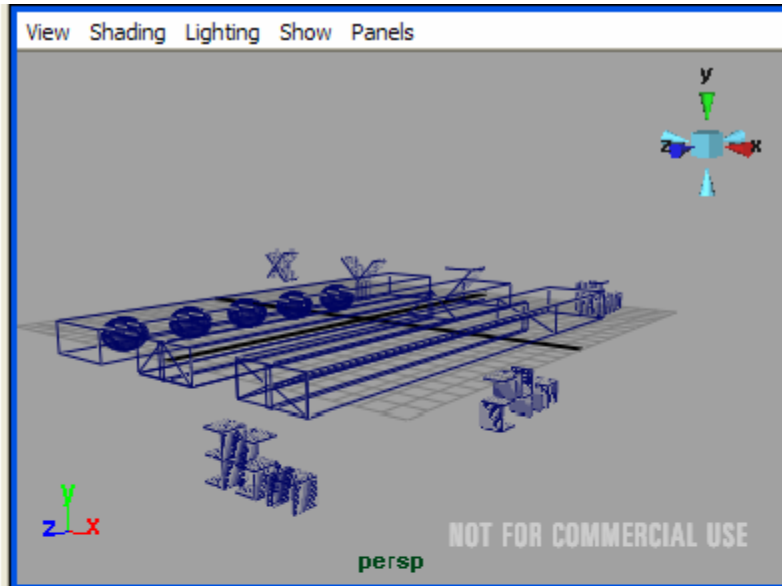 View Shading Lighting Show Panels
y
z x
X Y Z
y
z x
NOT FOR COMMERCIAL USE
persp